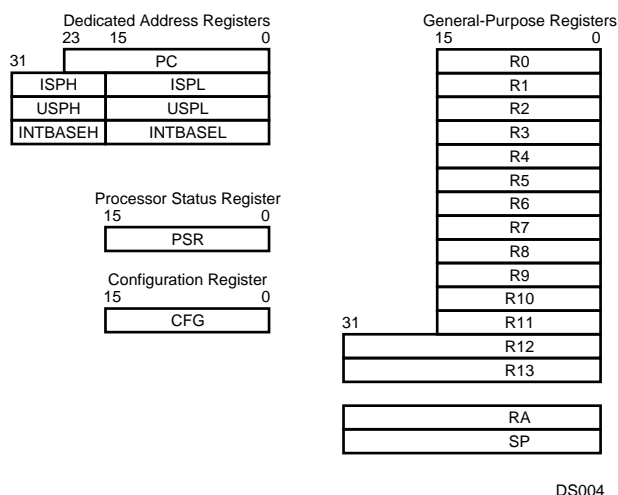 Dedicated Address Registers
23 15 0
31 PC
ISPH ISPL
USPH USPL
INTBASEH INTBASEL
Processor Status Register
15 0
PSR
Configuration Register
15 0
CFG
General-Purpose Registers
15 0
R0
R1
R2
R3
R4
R5
R6
R7
R8
R9
R10
31 R11
R12
R13
RA
SP
DS004